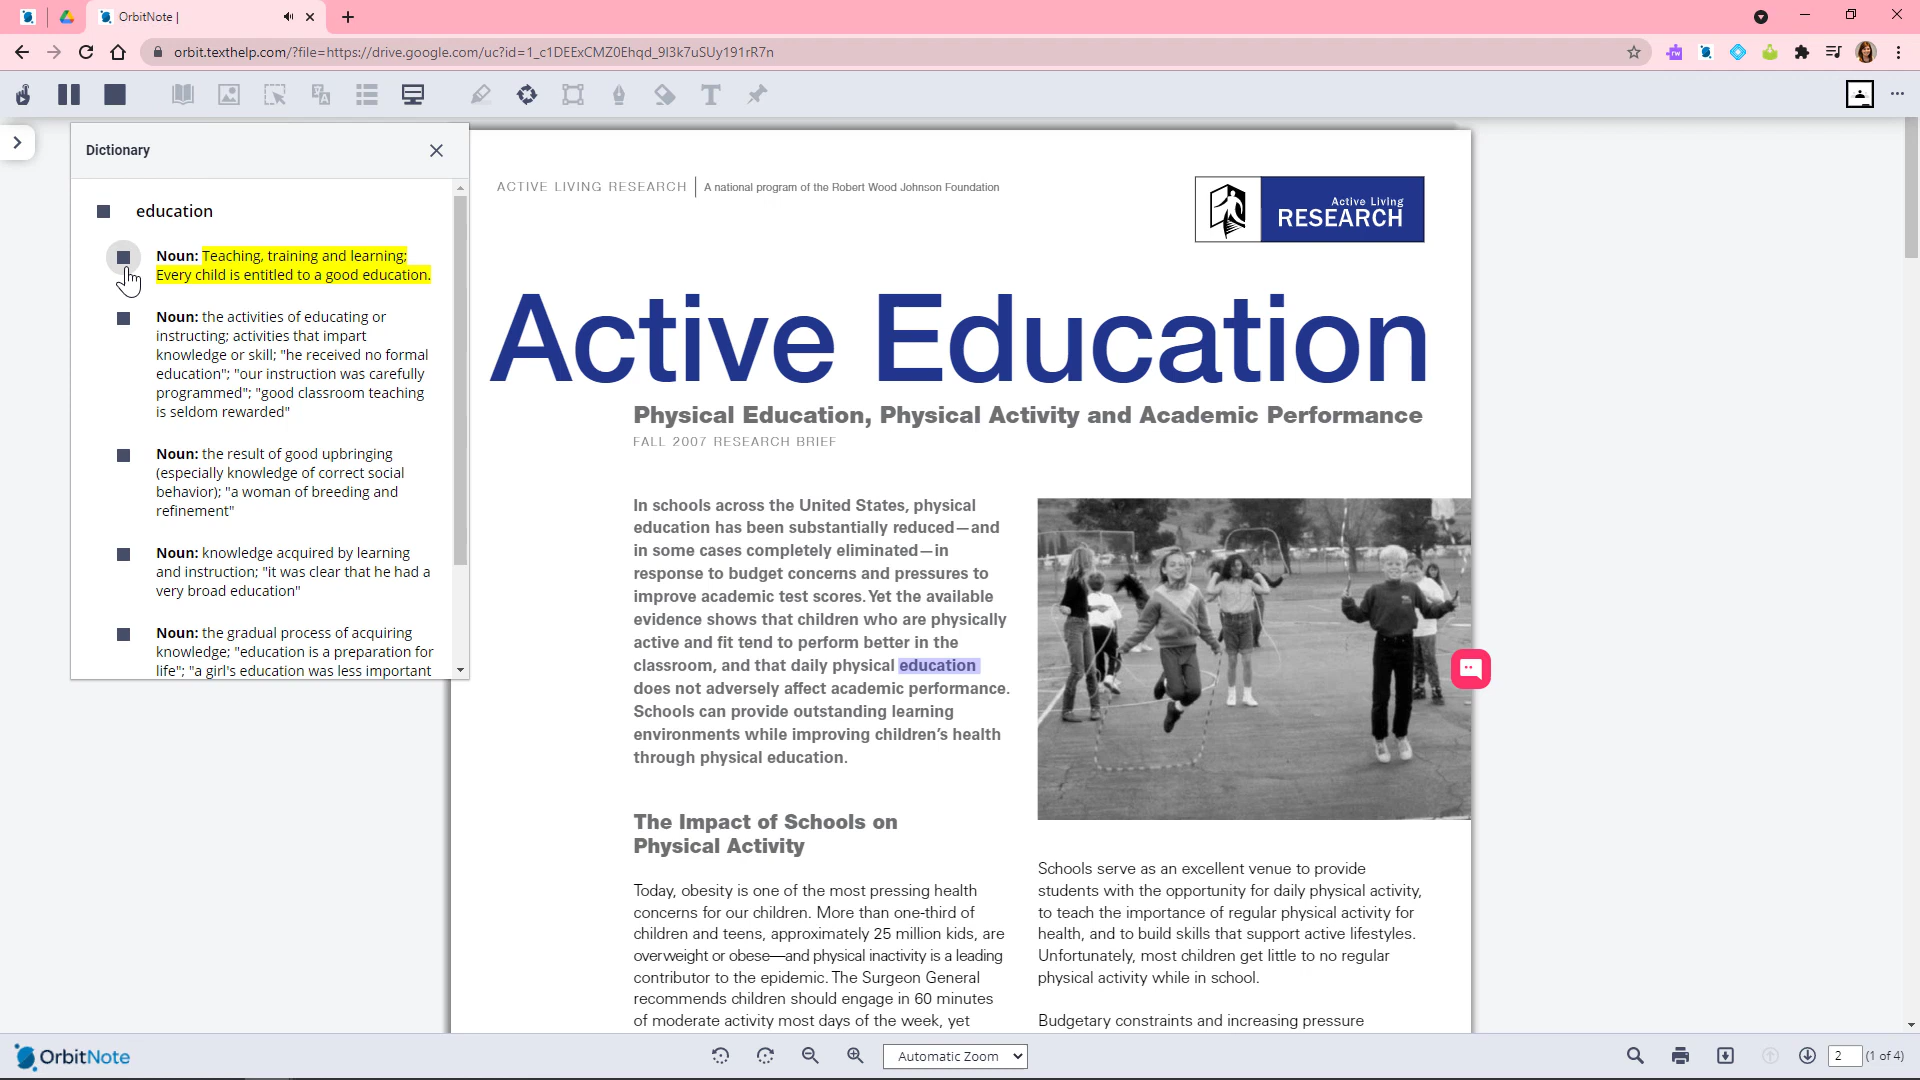 OrbitNote |
orbit.texthelp.com/?file=https://drive.google.com/uc?id=1_c1DEExCMZ0Ehqd_9I3k7uSUy191rR7n
Dictionary
education
Noun: Teaching, training and learning;
Every child is entitled to a good education.
Noun: the activities of educating or
instructing; activities that impart
knowledge or skill; "he received no formal
education"; "our instruction was carefully
programmed"; "good classroom teaching
is seldom rewarded"
Noun: the result of good upbringing
(especially knowledge of correct social
behavior); "a woman of breeding and
refinement"
Noun: knowledge acquired by learning
and instruction; "it was clear that he had a
very broad education"
Noun: the gradual process of acquiring
knowledge; "education is a preparation for
life"; "a girl's education was less important
ACTIVE LIVING RESEARCH | A national program of the Robert Wood Johnson Foundation
Active Living
RESEARCH
Active Education
Physical Education, Physical Activity and Academic Performance
FALL 2007 RESEARCH BRIEF
In schools across the United States, physical
education has been substantially reduced—and
in some cases completely eliminated—in
response to budget concerns and pressures to
improve academic test scores. Yet the available
evidence shows that children who are physically
active and fit tend to perform better in the
classroom, and that daily physical education
does not adversely affect academic performance.
Schools can provide outstanding learning
environments while improving children's health
through physical education.
The Impact of Schools on
Physical Activity
Today, obesity is one of the most pressing health
concerns for our children. More than one-third of
children and teens, approximately 25 million kids, are
overweight or obese—and physical inactivity is a leading
contributor to the epidemic. The Surgeon General
recommends children should engage in 60 minutes
of moderate activity most days of the week, yet
Schools serve as an excellent venue to provide
students with the opportunity for daily physical activity,
to teach the importance of regular physical activity for
health, and to build skills that support active lifestyles.
Unfortunately, most children get little to no regular
physical activity while in school.
Budgetary constraints and increasing pressure
OrbitNote
Automatic Zoom
2 (1 of 4)